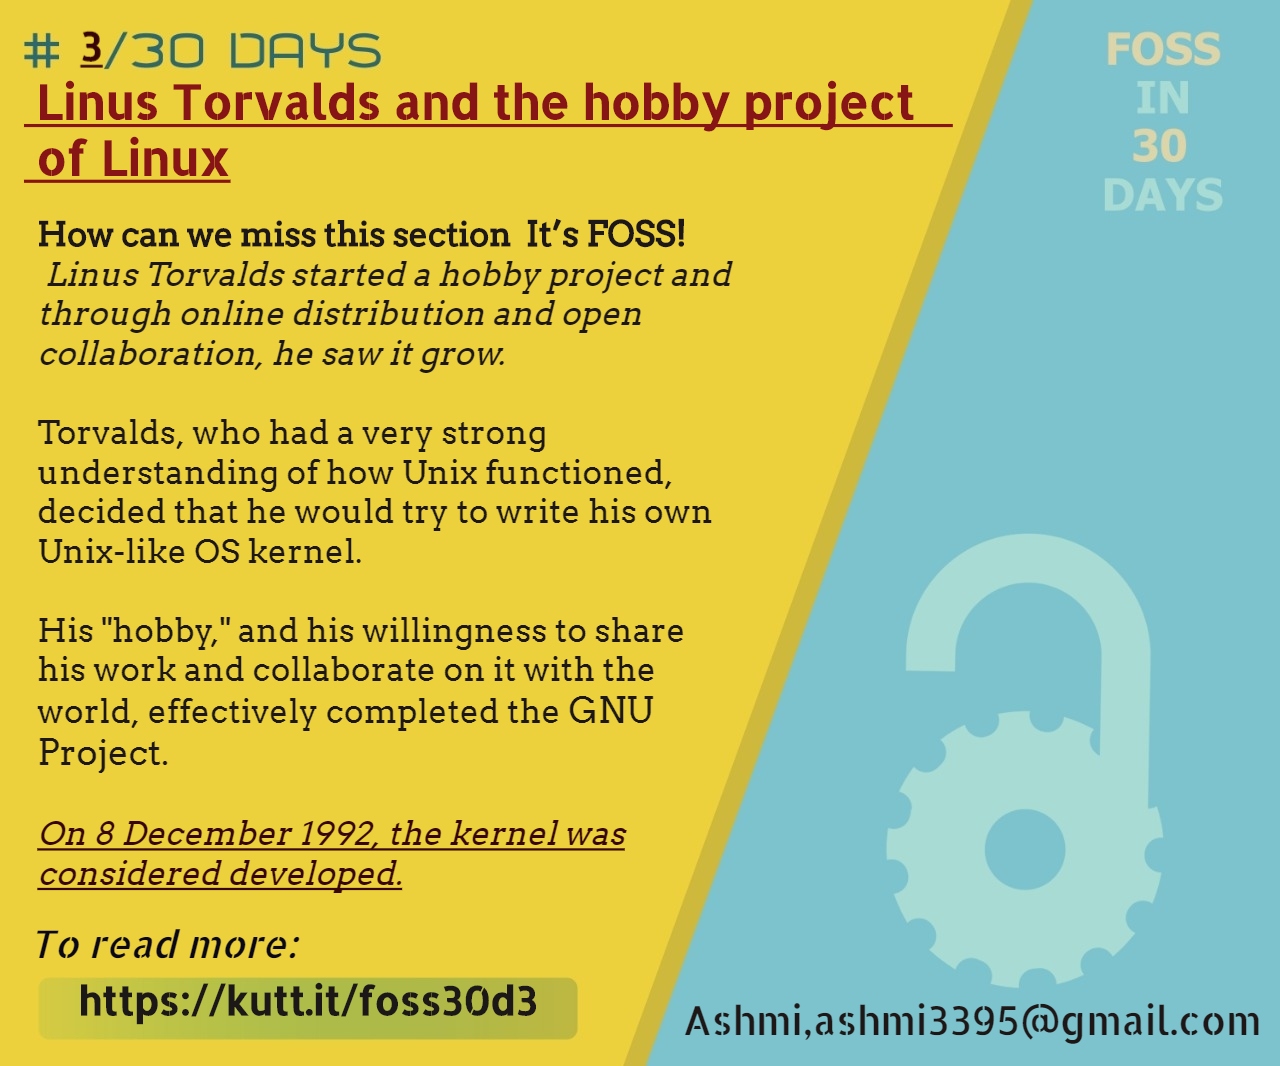 # 3/30 DAYS
Linus Torvalds and the hobby project
of Linux
FOSS
IN
30
DAYS
How can we miss this section  It’s FOSS!
Linus Torvalds started a hobby project and
through online distribution and open
collaboration, he saw it grow.
Torvalds, who had a very strong
understanding of how Unix functioned,
decided that he would try to write his own
Unix-like OS kernel.
His "hobby," and his willingness to share
his work and collaborate on it with the
world, effectively completed the GNU
Project.
On 8 December 1992, the kernel was
considered developed.
To read more:
https://kutt.it/foss30d3
Ashmi,ashmi3395@gmail.com